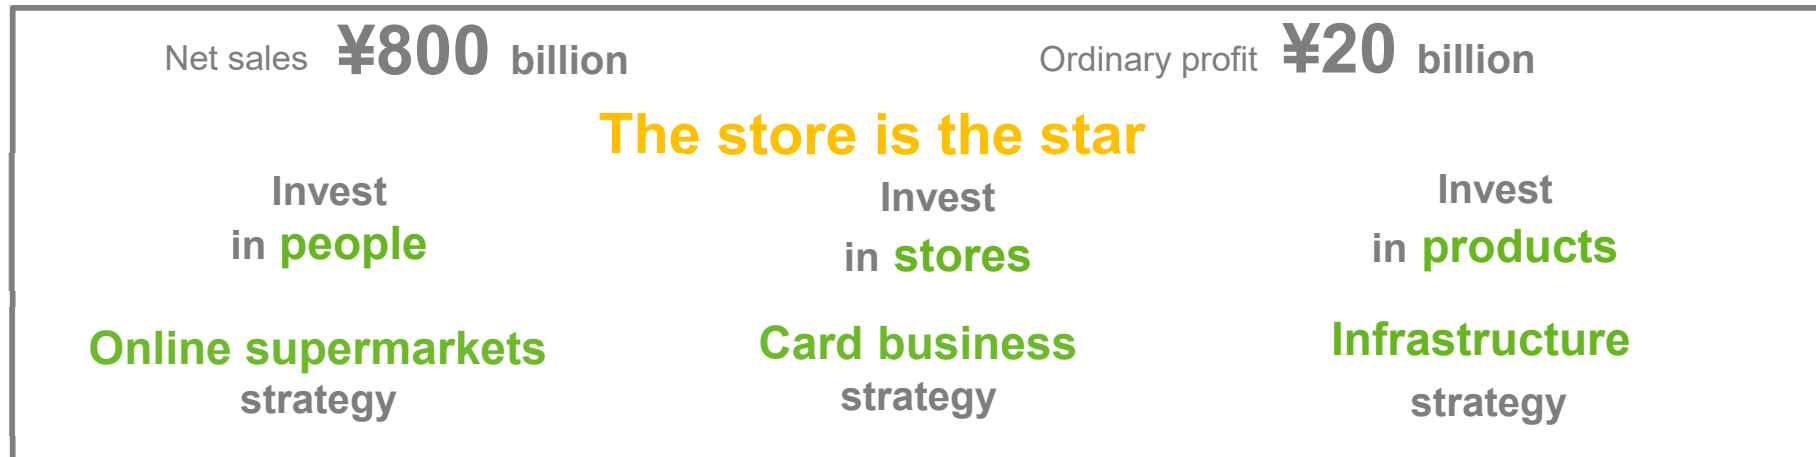 Net sales ¥800 billion
Ordinary profit ¥20 billion
The store is the star
Invest
in people
Invest
in stores
Invest
in products
Online supermarkets
strategy
Card business
strategy
Infrastructure
strategy